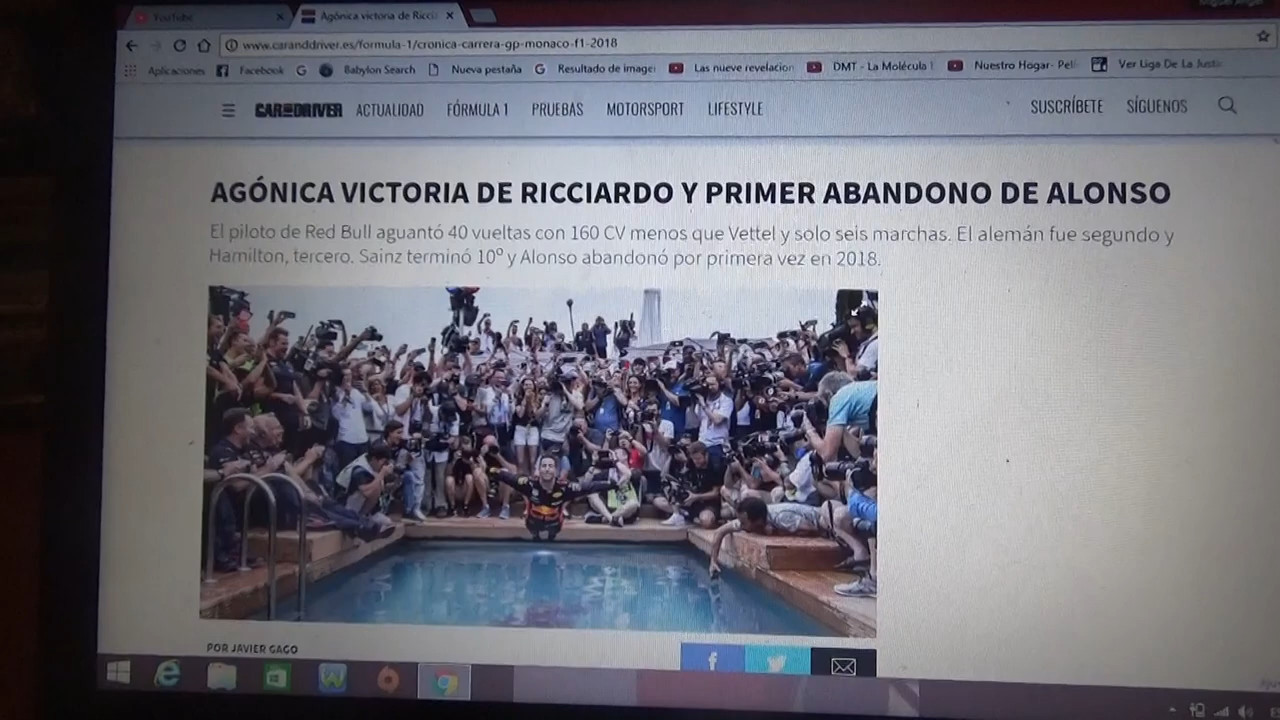 YouTube
Agónica victoria de Ricci
www.caranddriver.es/formula-1/cronica-carrera-gp-monaco-f1-2018
Aplicaciones Facebook Babylon Search Nueva pestaña Resultado de image Las nueve revelacion DMT - La Molécula Nuestro Hogar- Pel Ver Liga De La Justi
CAR AND DRIVER ACTUALIDAD FÓRMULA 1 PRUEBAS MOTORSPORT LIFESTYLE SUSCRÍBETE SÍGUENOS
AGÓNICA VICTORIA DE RICCIARDO Y PRIMER ABANDONO DE ALONSO
El piloto de Red Bull aguantó 40 vueltas con 160 CV menos que Vettel y solo seis marchas. El alemán fue segundo y
Hamilton, tercero. Sainz terminó 10º y Alonso abandonó por primera vez en 2018.
POR JAVIER GAGO